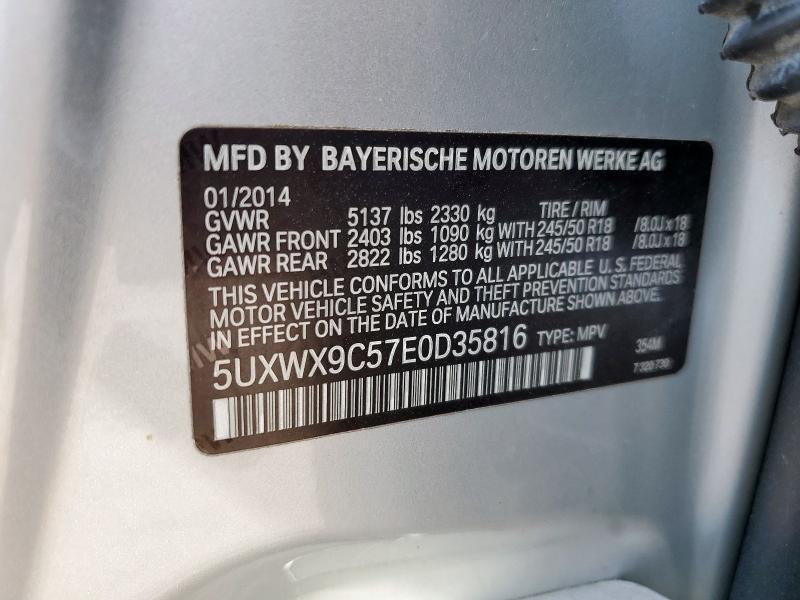 MFD BY BAYERISCHE MOTOREN WERKE AG
01/2014
GVWR 5137 lbs 2330 kg TIRE / RIM
GAWR FRONT 2403 lbs 1090 kg WITH 245/50 R18 /8.0J x 18
GAWR REAR 2822 lbs 1280 kg WITH 245/50 R18 /8.0J x 18
THIS VEHICLE CONFORMS TO ALL APPLICABLE U. S. FEDERAL
MOTOR VEHICLE SAFETY AND THEFT PREVENTION STANDARDS
IN EFFECT ON THE DATE OF MANUFACTURE SHOWN ABOVE.
5UXWX9C57E0D35816 TYPE: MPV 354M
7 320 730